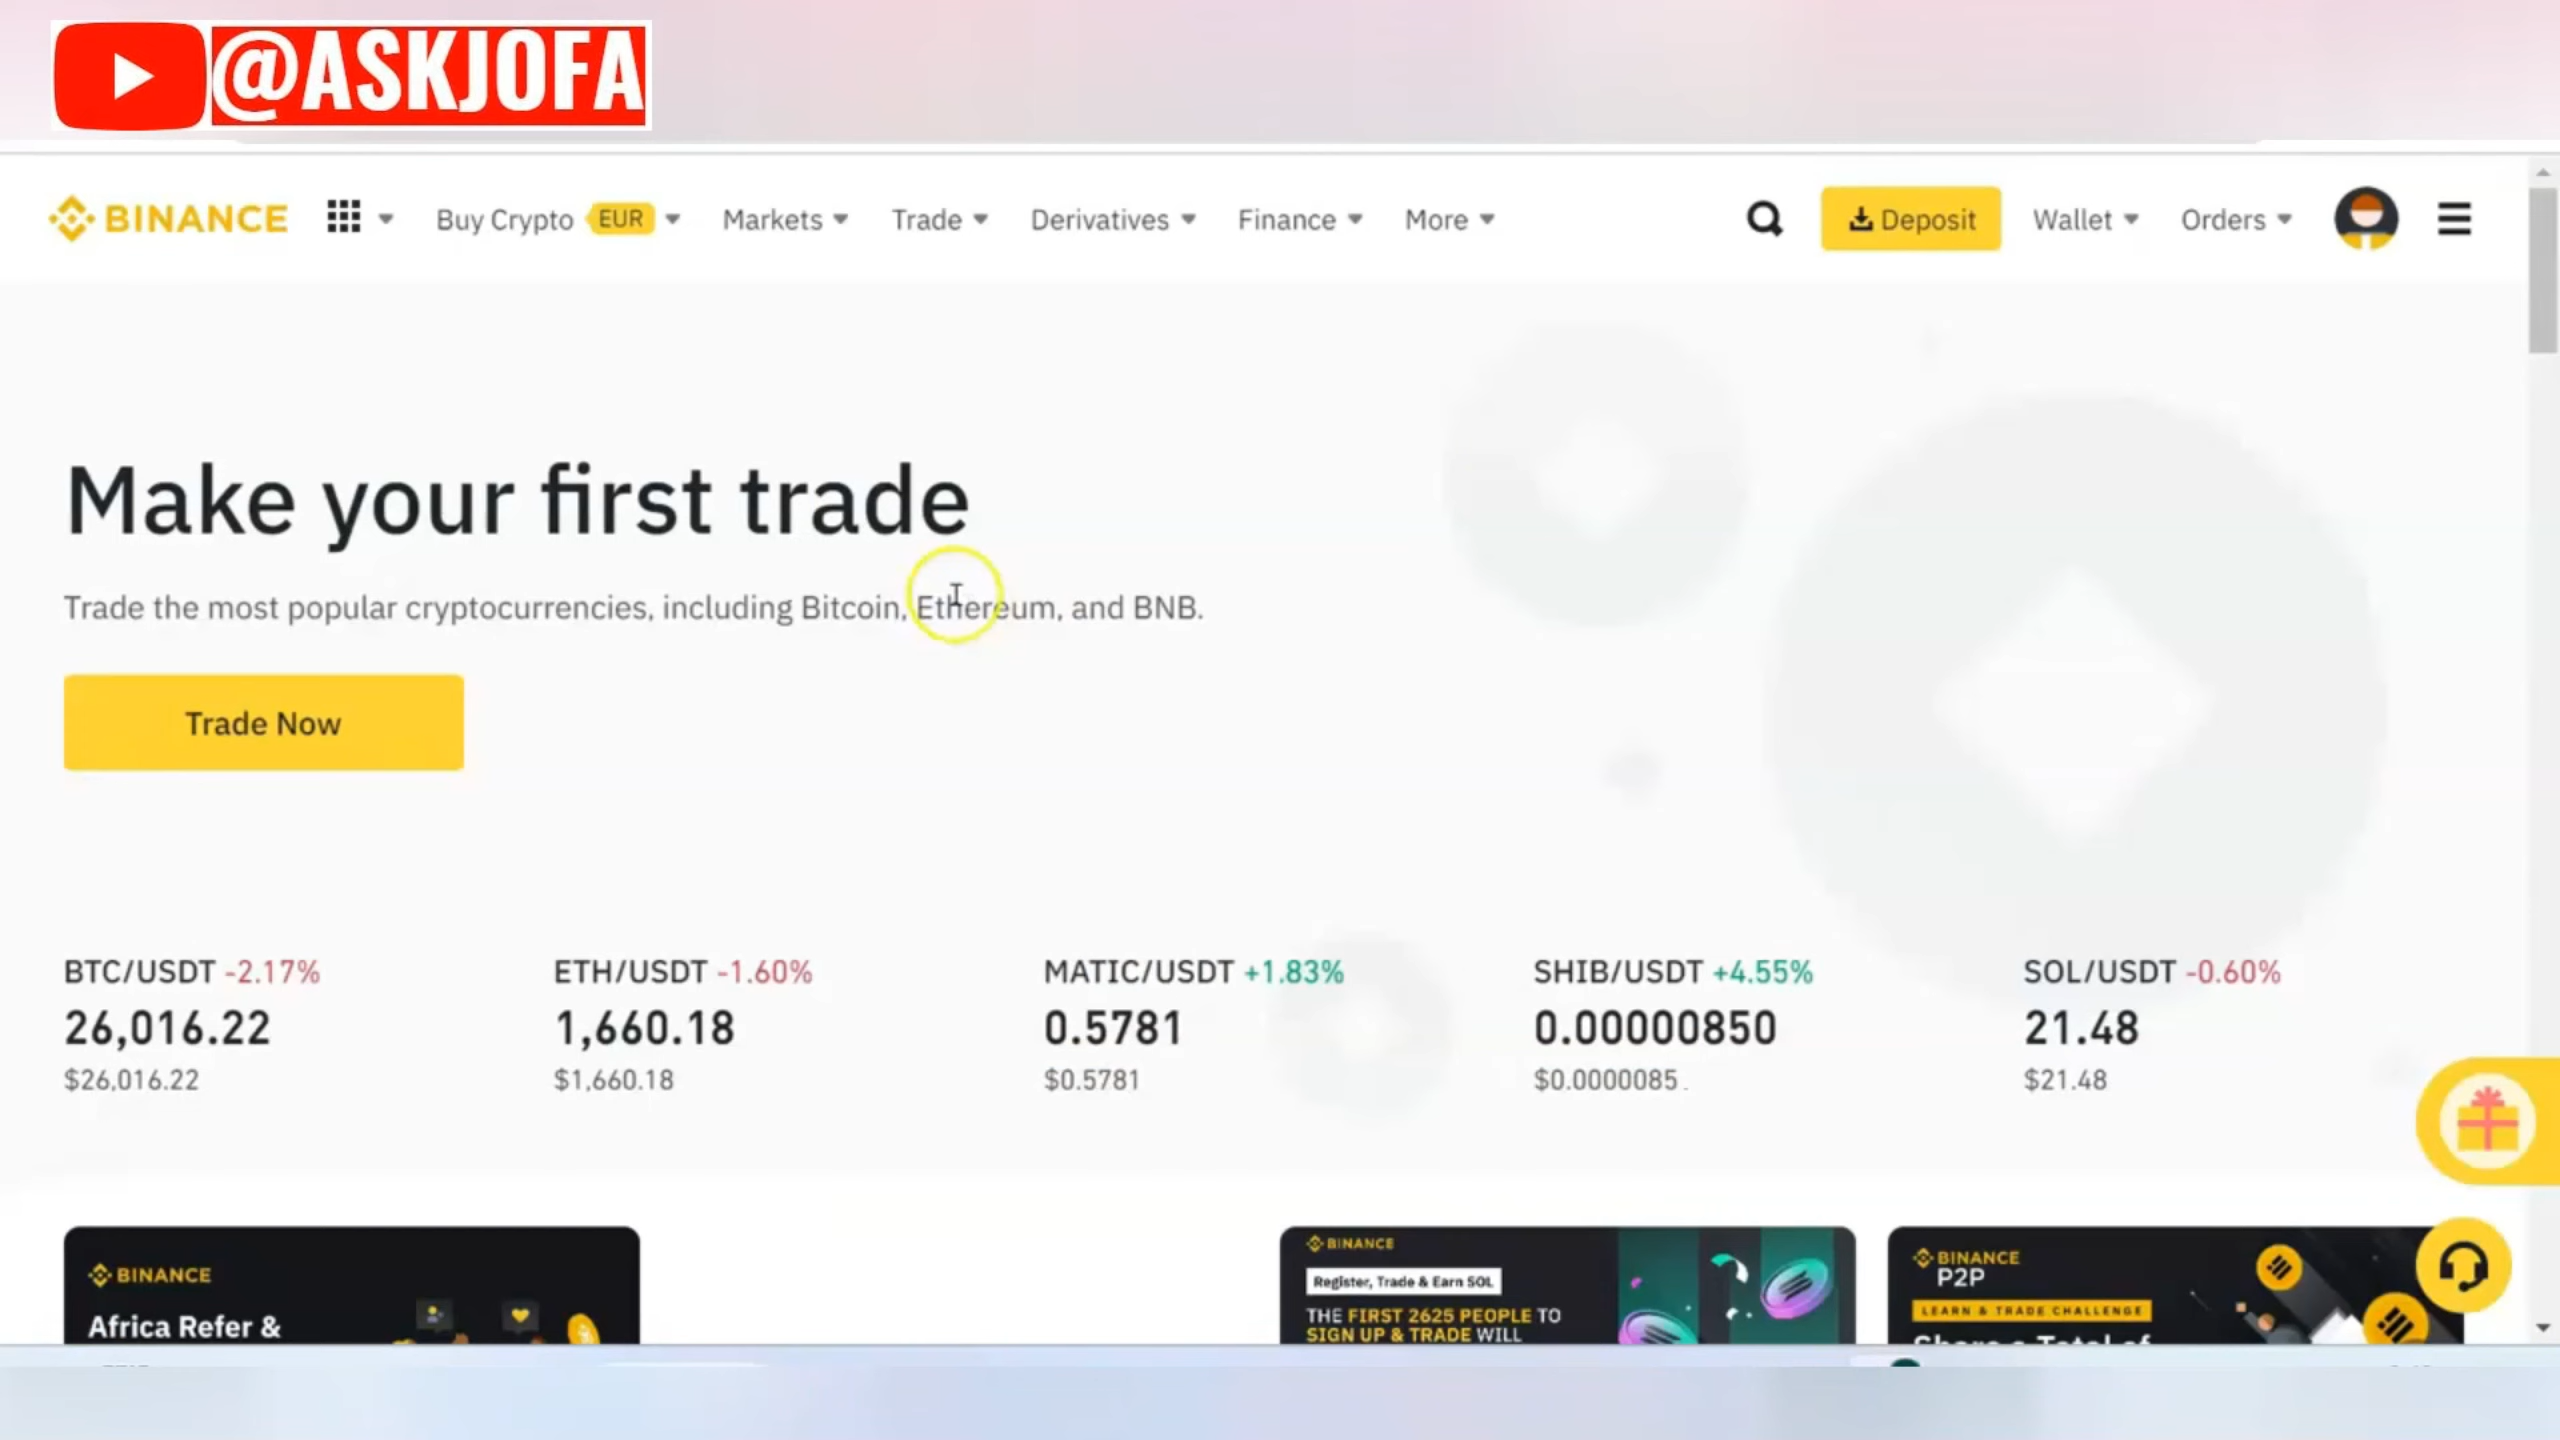 @ASKJOFA
BINANCE Buy Crypto EUR Markets Trade Derivatives Finance More Deposit Wallet Orders
Make your first trade
Trade the most popular cryptocurrencies, including Bitcoin, Ethereum, and BNB.
Trade Now
BTC/USDT -2.17% ETH/USDT -1.60% MATIC/USDT +1.83% SHIB/USDT +4.55% SOL/USDT -0.60%
26,016.22 1,660.18 0.5781 0.00000850 21.48
$26,016.22 $1,660.18 $0.5781 $0.0000085 $21.48
BINANCE
Africa Refer &
BINANCE
Register, Trade & Earn SOL
THE FIRST 2625 PEOPLE TO
SIGN UP & TRADE WILL
BINANCE
P2P
LEARN & TRADE CHALLENGE
Share a Total of